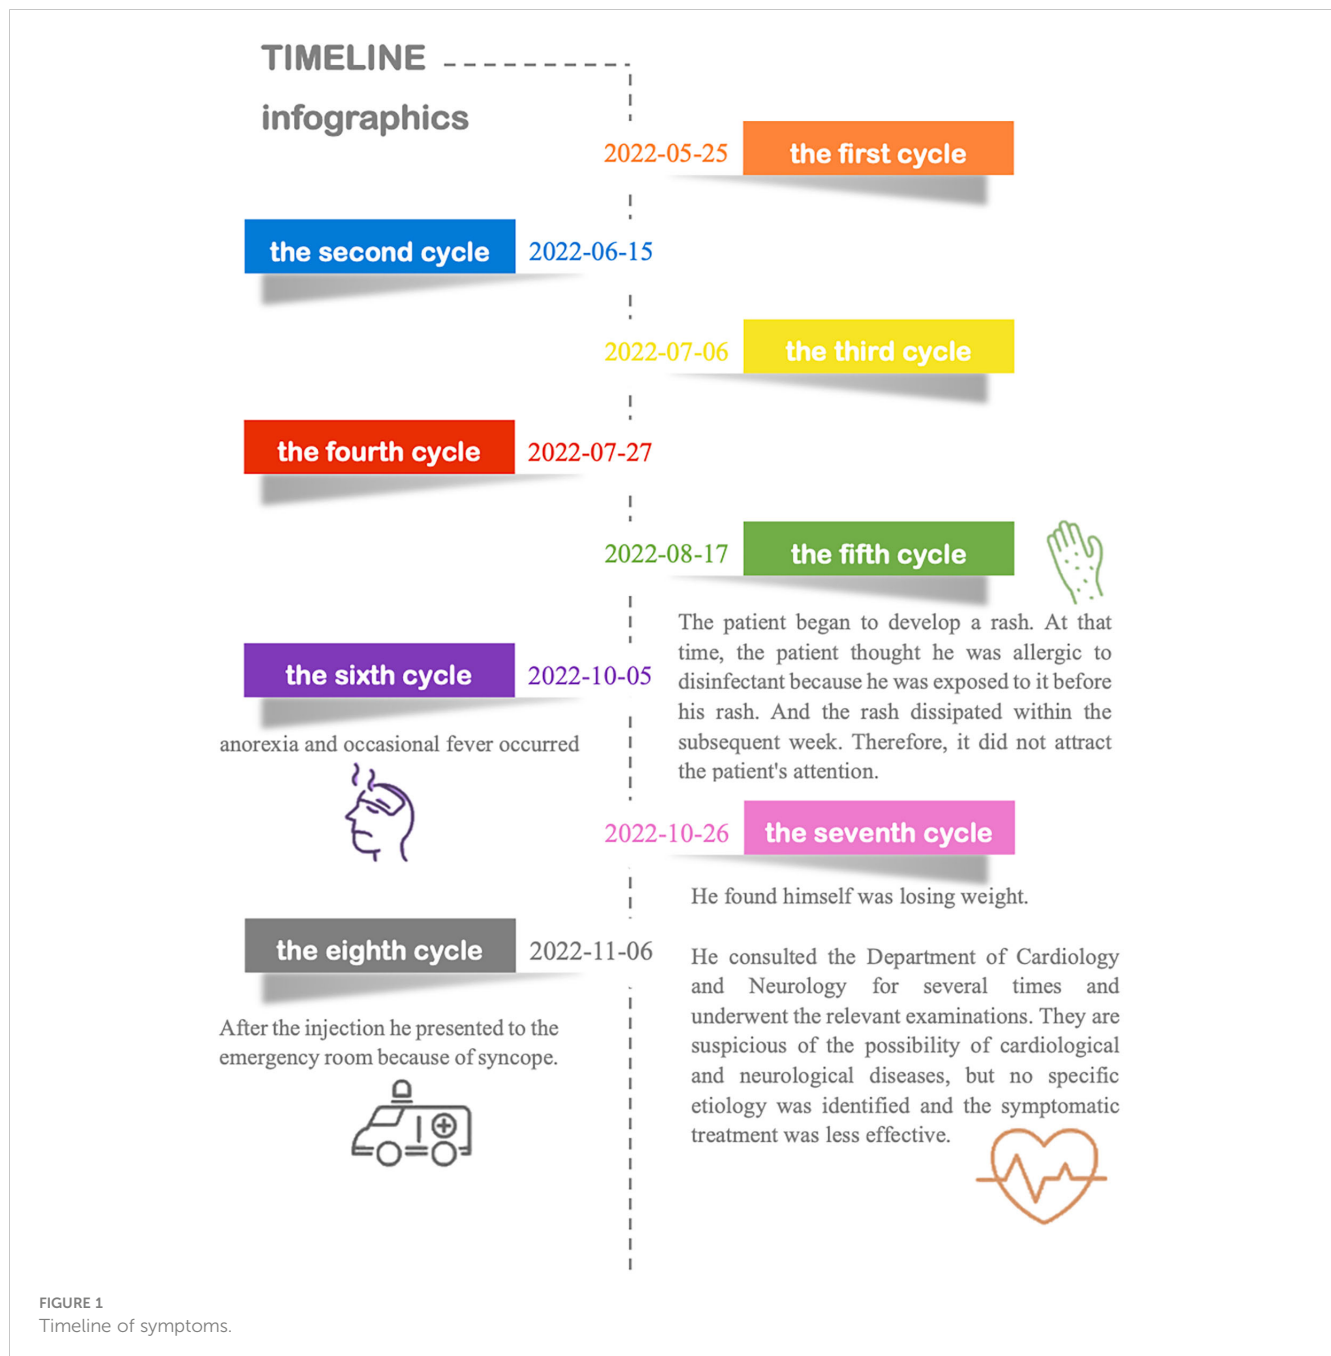 TIMELINE
infographics
2022-05-25 the first cycle
the second cycle 2022-06-15
2022-07-06 the third cycle
the fourth cycle 2022-07-27
2022-08-17 the fifth cycle
The patient began to develop a rash. At that
time, the patient thought he was allergic to
disinfectant because he was exposed to it before
his rash. And the rash dissipated within the
subsequent week. Therefore, it did not attract
the patient's attention.
the sixth cycle 2022-10-05
anorexia and occasional fever occurred
2022-10-26 the seventh cycle
He found himself was losing weight.
He consulted the Department of Cardiology
and Neurology for several times and
underwent the relevant examinations. They are
suspicious of the possibility of cardiological
and neurological diseases, but no specific
etiology was identified and the symptomatic
treatment was less effective.
the eighth cycle 2022-11-06
After the injection he presented to the
emergency room because of syncope.
FIGURE 1
Timeline of symptoms.